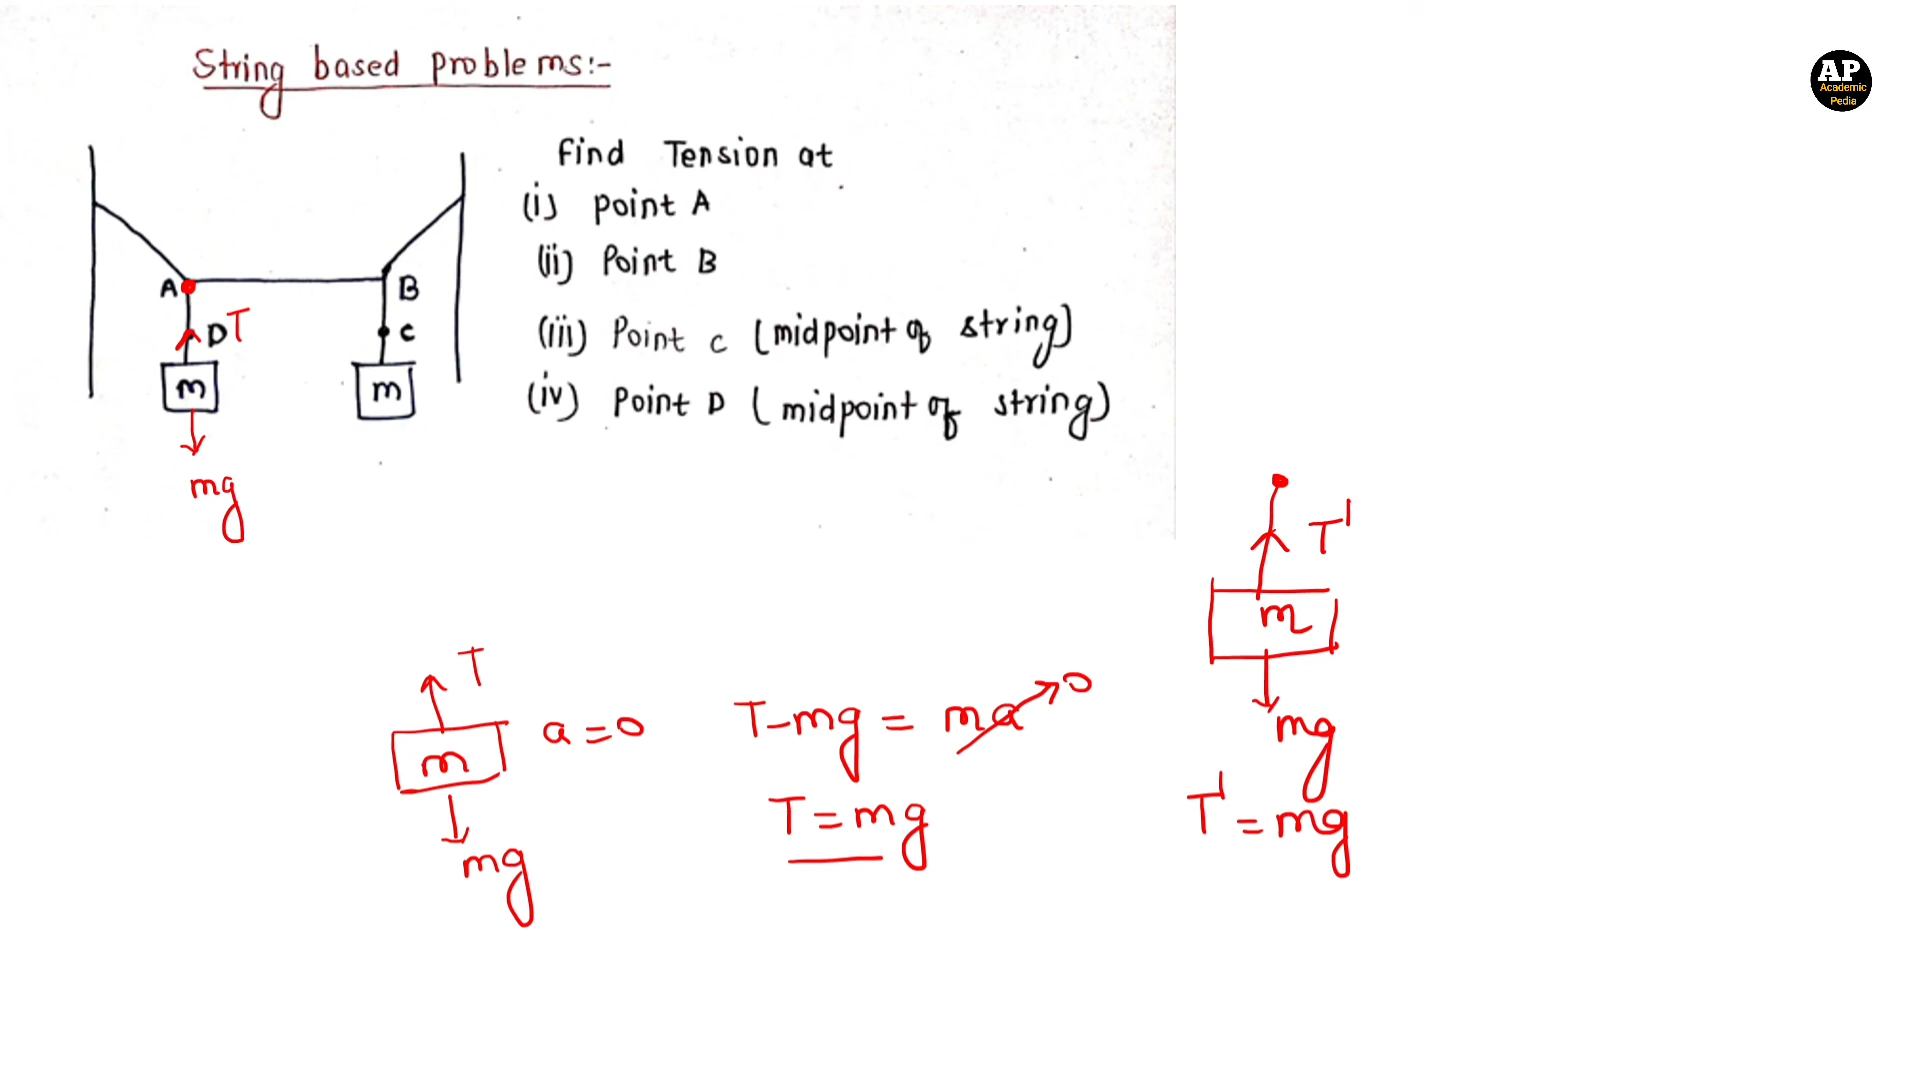 String based problems:-
AP
Academic
Pedia
Find Tension at
(i) point A
(ii) Point B
(iii) Point c (midpoint of string)
(iv) Point D (midpoint of string)
A
B
D T
c
m
m
mg
T'
m
mg
T' = mg
T
m
a = 0
mg
T - mg = ma 0
T = mg